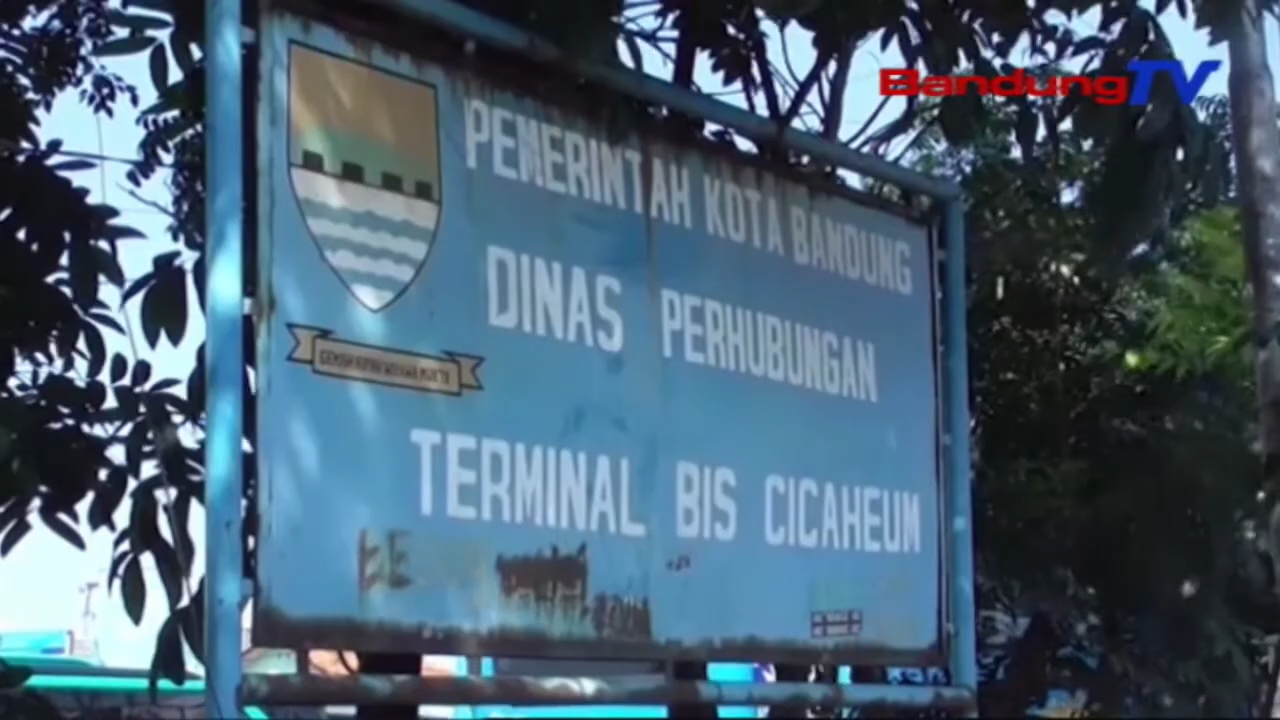 BandungTV
PEMERINTAH KOTA BANDUNG
DINAS PERHUBUNGAN
TERMINAL BIS CICAHEUM